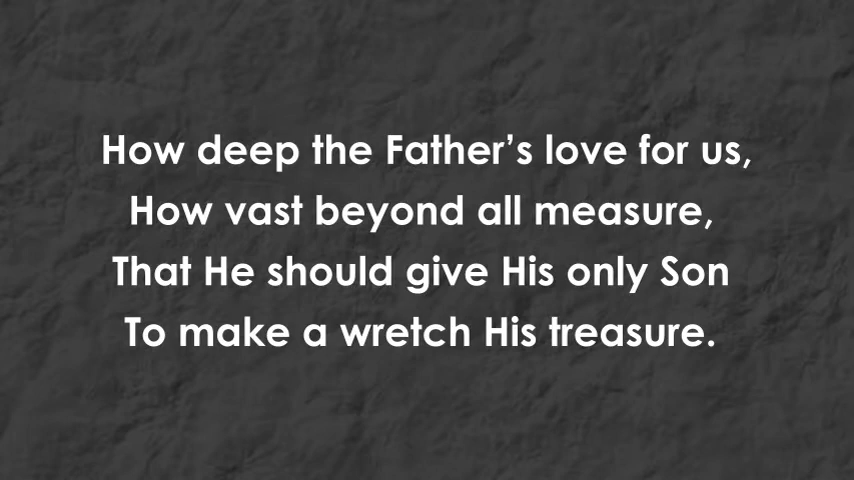 How deep the Father’s love for us,
How vast beyond all measure,
That He should give His only Son
To make a wretch His treasure.